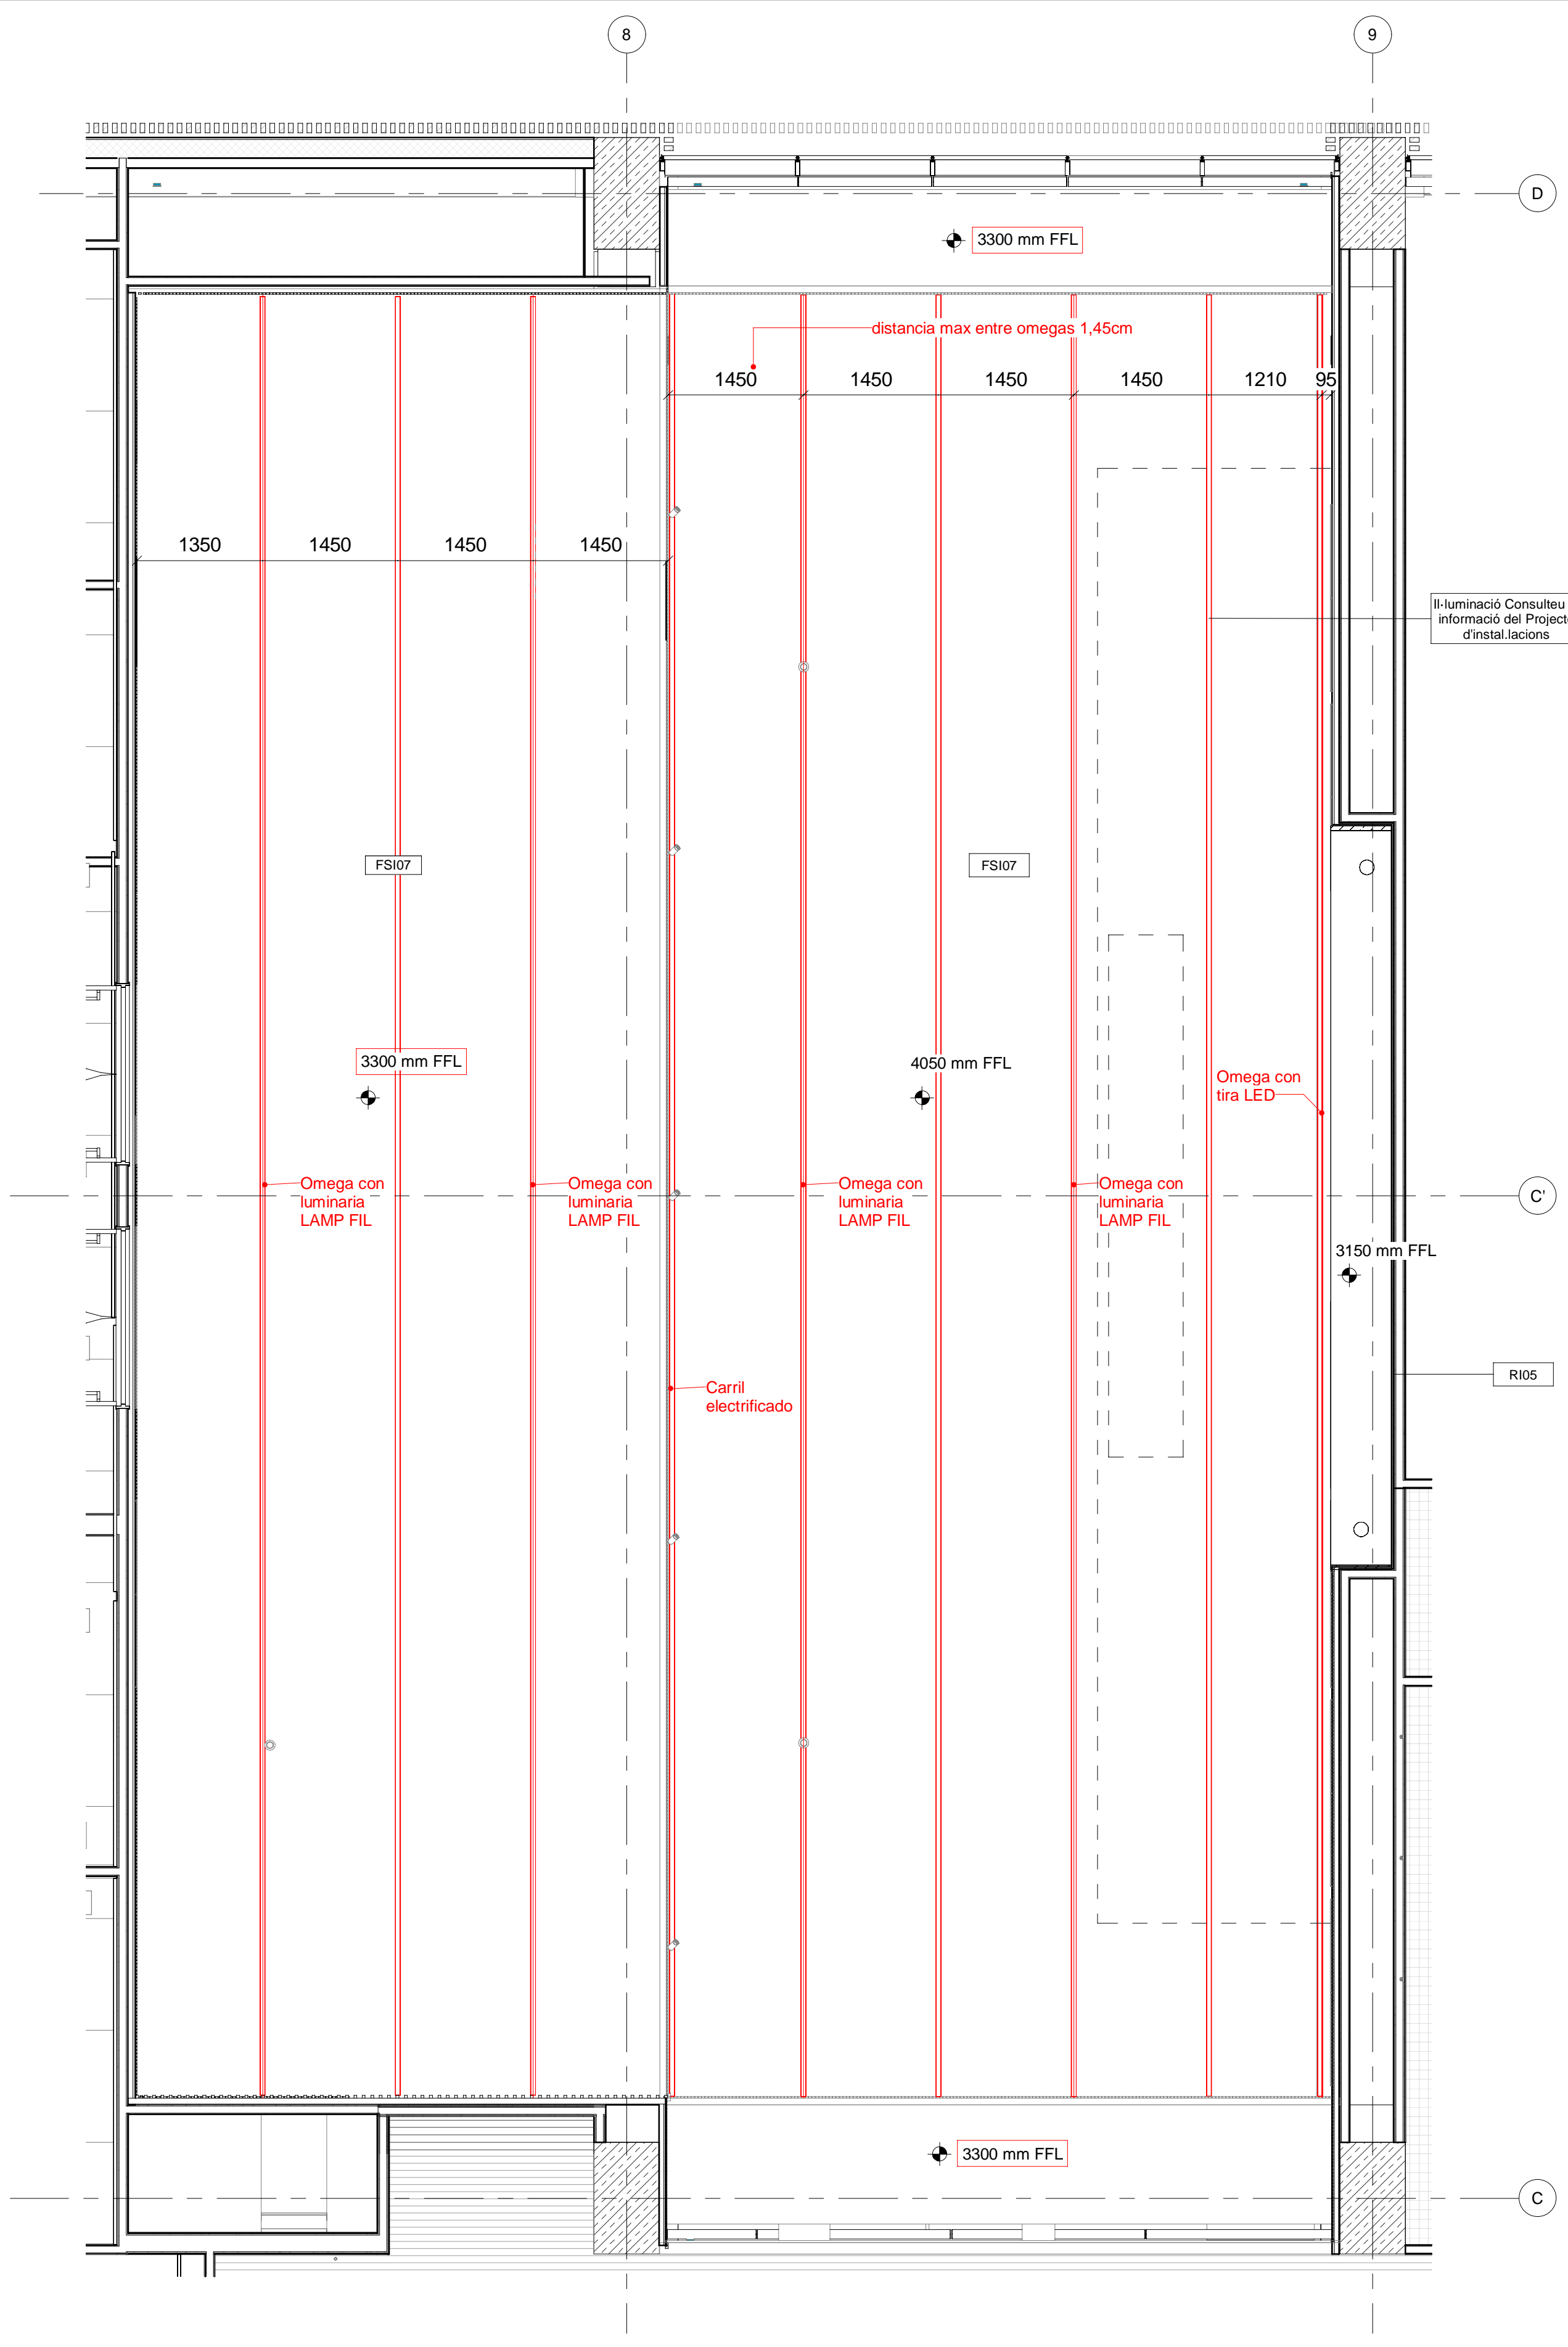 8
9
D
3300 mm FFL
distancia max entre omegas 1,45cm
1450
1450
1450
1450
1210
95
1350
1450
1450
1450
Il·luminació Consulteu
informació del Project
d'instal.lacions
FSI07
FSI07
3300 mm FFL
4050 mm FFL
Omega con
tira LED
Omega con
luminaria
LAMP FIL
Omega con
luminaria
LAMP FIL
Omega con
luminaria
LAMP FIL
Omega con
luminaria
LAMP FIL
C'
3150 mm FFL
Carril
electrificado
RI05
3300 mm FFL
C